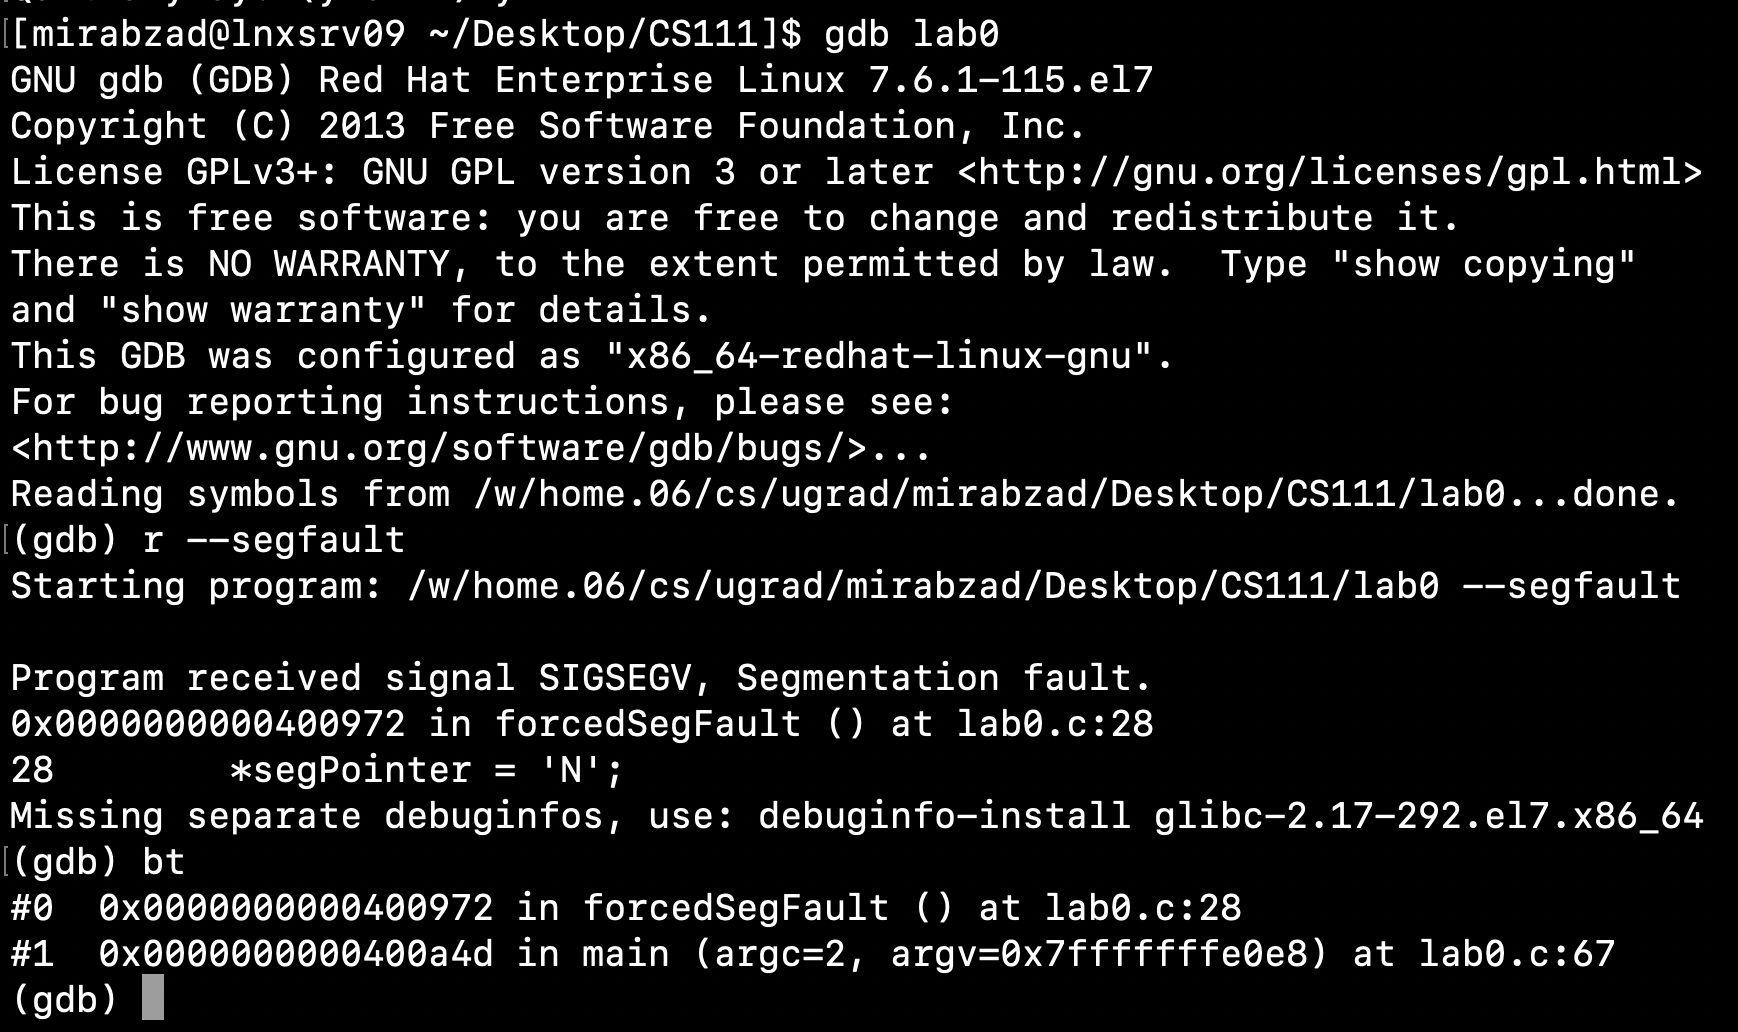 [[mirabzad@lnxsrv09 ~/Desktop/CS111]$ gdb lab0
GNU gdb (GDB) Red Hat Enterprise Linux 7.6.1-115.el7
Copyright (C) 2013 Free Software Foundation, Inc.
License GPLv3+: GNU GPL version 3 or later <http://gnu.org/licenses/gpl.html>
This is free software: you are free to change and redistribute it.
There is NO WARRANTY, to the extent permitted by law.  Type "show copying"
and "show warranty" for details.
This GDB was configured as "x86_64-redhat-linux-gnu".
For bug reporting instructions, please see:
<http://www.gnu.org/software/gdb/bugs/>...
Reading symbols from /w/home.06/cs/ugrad/mirabzad/Desktop/CS111/lab0...done.
[(gdb) r --segfault
Starting program: /w/home.06/cs/ugrad/mirabzad/Desktop/CS111/lab0 --segfault

Program received signal SIGSEGV, Segmentation fault.
0x0000000000400972 in forcedSegFault () at lab0.c:28
28        *segPointer = 'N';
Missing separate debuginfos, use: debuginfo-install glibc-2.17-292.el7.x86_64
[(gdb) bt
#0  0x0000000000400972 in forcedSegFault () at lab0.c:28
#1  0x0000000000400a4d in main (argc=2, argv=0x7fffffffe0e8) at lab0.c:67
(gdb)